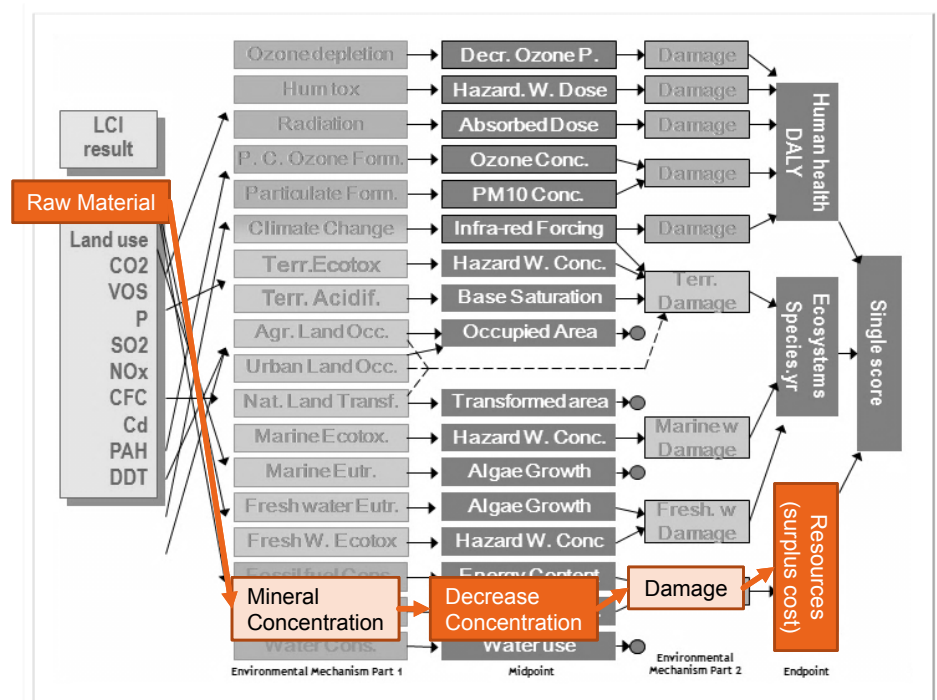 Ozone depletion
Decr. Ozone P.
Damage
Hum tox
Hazard. W. Dose
Damage
Radiation
Absorbed Dose
Damage
P. C. Ozone Form.
Ozone Conc.
Damage
Particulate Form.
PM10 Conc.
Climate Change
Infra-red Forcing
Damage
Terr.Ecotox
Hazard W. Conc.
Terr.
Damage
Terr. Acidif.
Base Saturation
Agr. Land Occ.
Occupied Area
Urban Land Occ.
Nat. Land Transf.
Transformed area
Marine Ecotox.
Hazard W. Conc.
Marine w
Damage
Marine Eutr.
Algae Growth
Freshwater Eutr.
Algae Growth
Fresh. w
Damage
Fresh W. Ecotox
Hazard W. Conc
Fossil fuel Cons.
Energy Content
Water Cons.
Water use
LCI
result
Raw Material
Land use
CO2
VOS
P
SO2
NOx
CFC
Cd
PAH
DDT
Mineral
Concentration
Decrease
Concentration
Damage
Human health
DALY
Ecosystems
Species.yr
Resources
(surplus cost)
Single score
Environmental Mechanism Part 1
Midpoint
Environmental
Mechanism Part 2
Endpoint